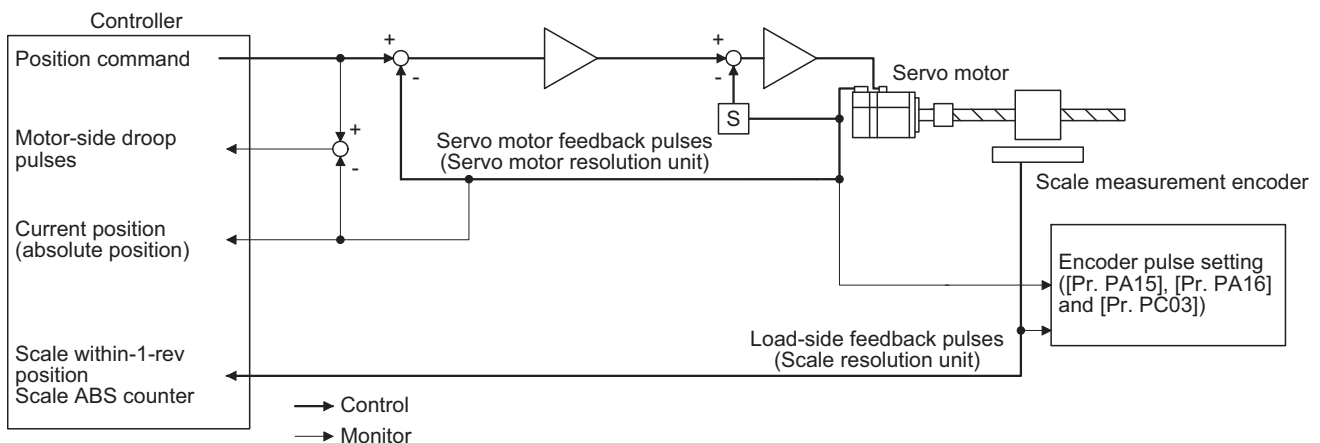 Controller
Position command
+
-
+
-
S
Servo motor
Motor-side droop
pulses
+
-
Servo motor feedback pulses
(Servo motor resolution unit)
Scale measurement encoder
Current position
(absolute position)
Encoder pulse setting
([Pr. PA15], [Pr. PA16]
and [Pr. PC03])
Load-side feedback pulses
(Scale resolution unit)
Scale within-1-rev
position
Scale ABS counter
Control
Monitor